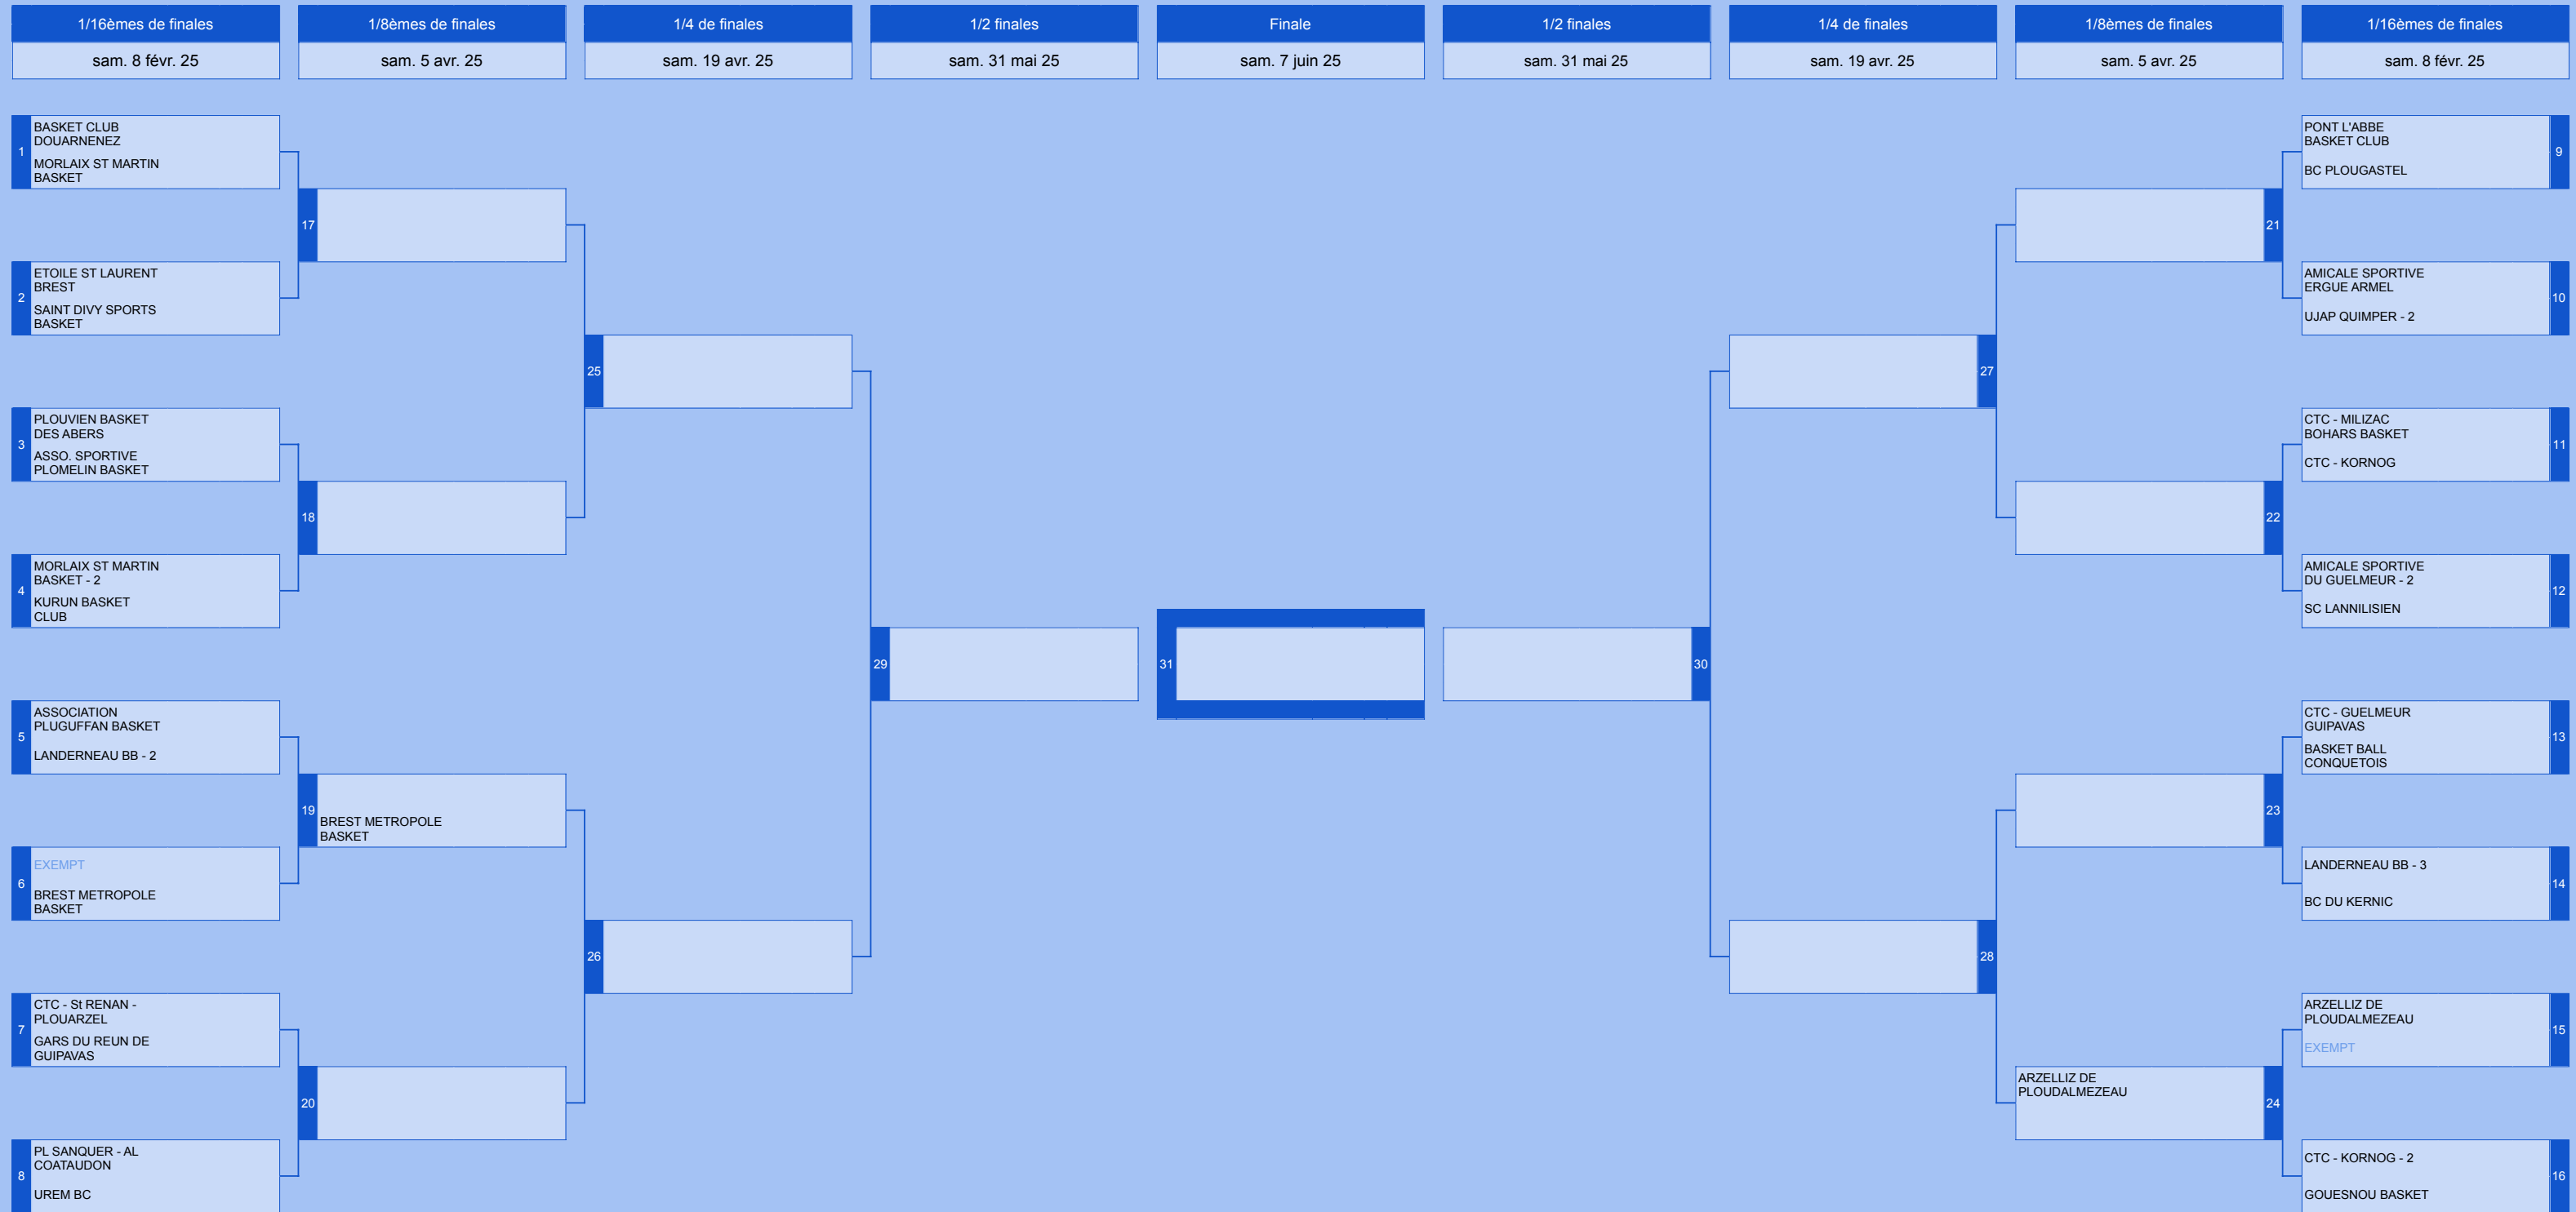 1/16èmes de finales
1/8èmes de finales
1/4 de finales
1/2 finales
Finale
1/2 finales
1/4 de finales
1/8èmes de finales
1/16èmes de finales
sam. 8 févr. 25
sam. 5 avr. 25
sam. 19 avr. 25
sam. 31 mai 25
sam. 7 juin 25
sam. 31 mai 25
sam. 19 avr. 25
sam. 5 avr. 25
sam. 8 févr. 25
1
BASKET CLUB
DOUARNENEZ
MORLAIX ST MARTIN
BASKET
2
ETOILE ST LAURENT
BREST
SAINT DIVY SPORTS
BASKET
3
PLOUVIEN BASKET
DES ABERS
ASSO. SPORTIVE
PLOMELIN BASKET
4
MORLAIX ST MARTIN
BASKET - 2
KURUN BASKET
CLUB
5
ASSOCIATION
PLUGUFFAN BASKET
LANDERNEAU BB - 2
6
EXEMPT
BREST METROPOLE
BASKET
7
CTC - St RENAN -
PLOUARZEL
GARS DU REUN DE
GUIPAVAS
8
PL SANQUER - AL
COATAUDON
UREM BC
17
18
19
BREST METROPOLE
BASKET
20
25
26
29
31
30
27
28
21
22
23
ARZELLIZ DE
PLOUDALMEZEAU
24
PONT L'ABBE
BASKET CLUB
BC PLOUGASTEL
9
AMICALE SPORTIVE
ERGUE ARMEL
UJAP QUIMPER - 2
10
CTC - MILIZAC
BOHARS BASKET
CTC - KORNOG
11
AMICALE SPORTIVE
DU GUELMEUR - 2
SC LANNILISIEN
12
CTC - GUELMEUR
GUIPAVAS
BASKET BALL
CONQUETOIS
13
LANDERNEAU BB - 3
BC DU KERNIC
14
ARZELLIZ DE
PLOUDALMEZEAU
EXEMPT
15
CTC - KORNOG - 2
GOUESNOU BASKET
16